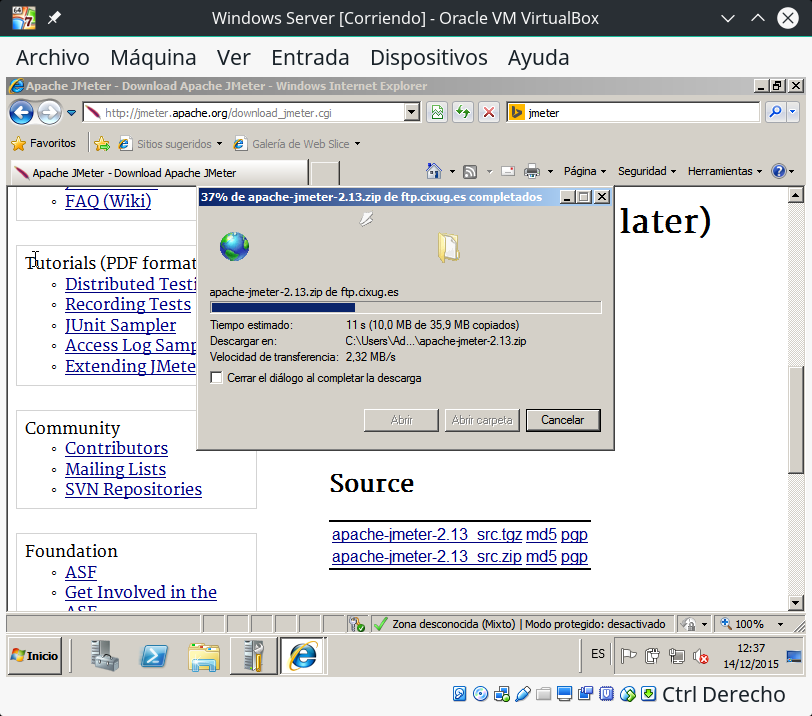 Windows Server [Corriendo] - Oracle VM VirtualBox
Archivo Máquina Ver Entrada Dispositivos Ayuda
Apache JMeter - Download Apache JMeter - Windows Internet Explorer
http://jmeter.apache.org/download_jmeter.cgi
jmeter
Favoritos
Sitios sugeridos
Galería de Web Slice
Apache JMeter - Download Apache JMeter
Página
Seguridad
Herramientas
FAQ (Wiki)
Tutorials (PDF format
Distributed Testi
Recording Tests
JUnit Sampler
Access Log Samp
Extending JMete
Community
Contributors
Mailing Lists
SVN Repositories
Foundation
ASF
Get Involved in the
ASF
later)
37% de apache-jmeter-2.13.zip de ftp.cixug.es completados
apache-jmeter-2.13.zip de ftp.cixug.es
Tiempo estimado: 11 s (10,0 MB de 35,9 MB copiados)
Descargar en: C:\Users\Ad...\apache-jmeter-2.13.zip
Velocidad de transferencia: 2,32 MB/s
Cerrar el diálogo al completar la descarga
Abrir
Abrir carpeta
Cancelar
Source
apache-jmeter-2.13_src.tgz md5 pgp
apache-jmeter-2.13_src.zip md5 pgp
Zona desconocida (Mixto) | Modo protegido: desactivado
100%
Inicio
ES
12:37
14/12/2015
Ctrl Derecho